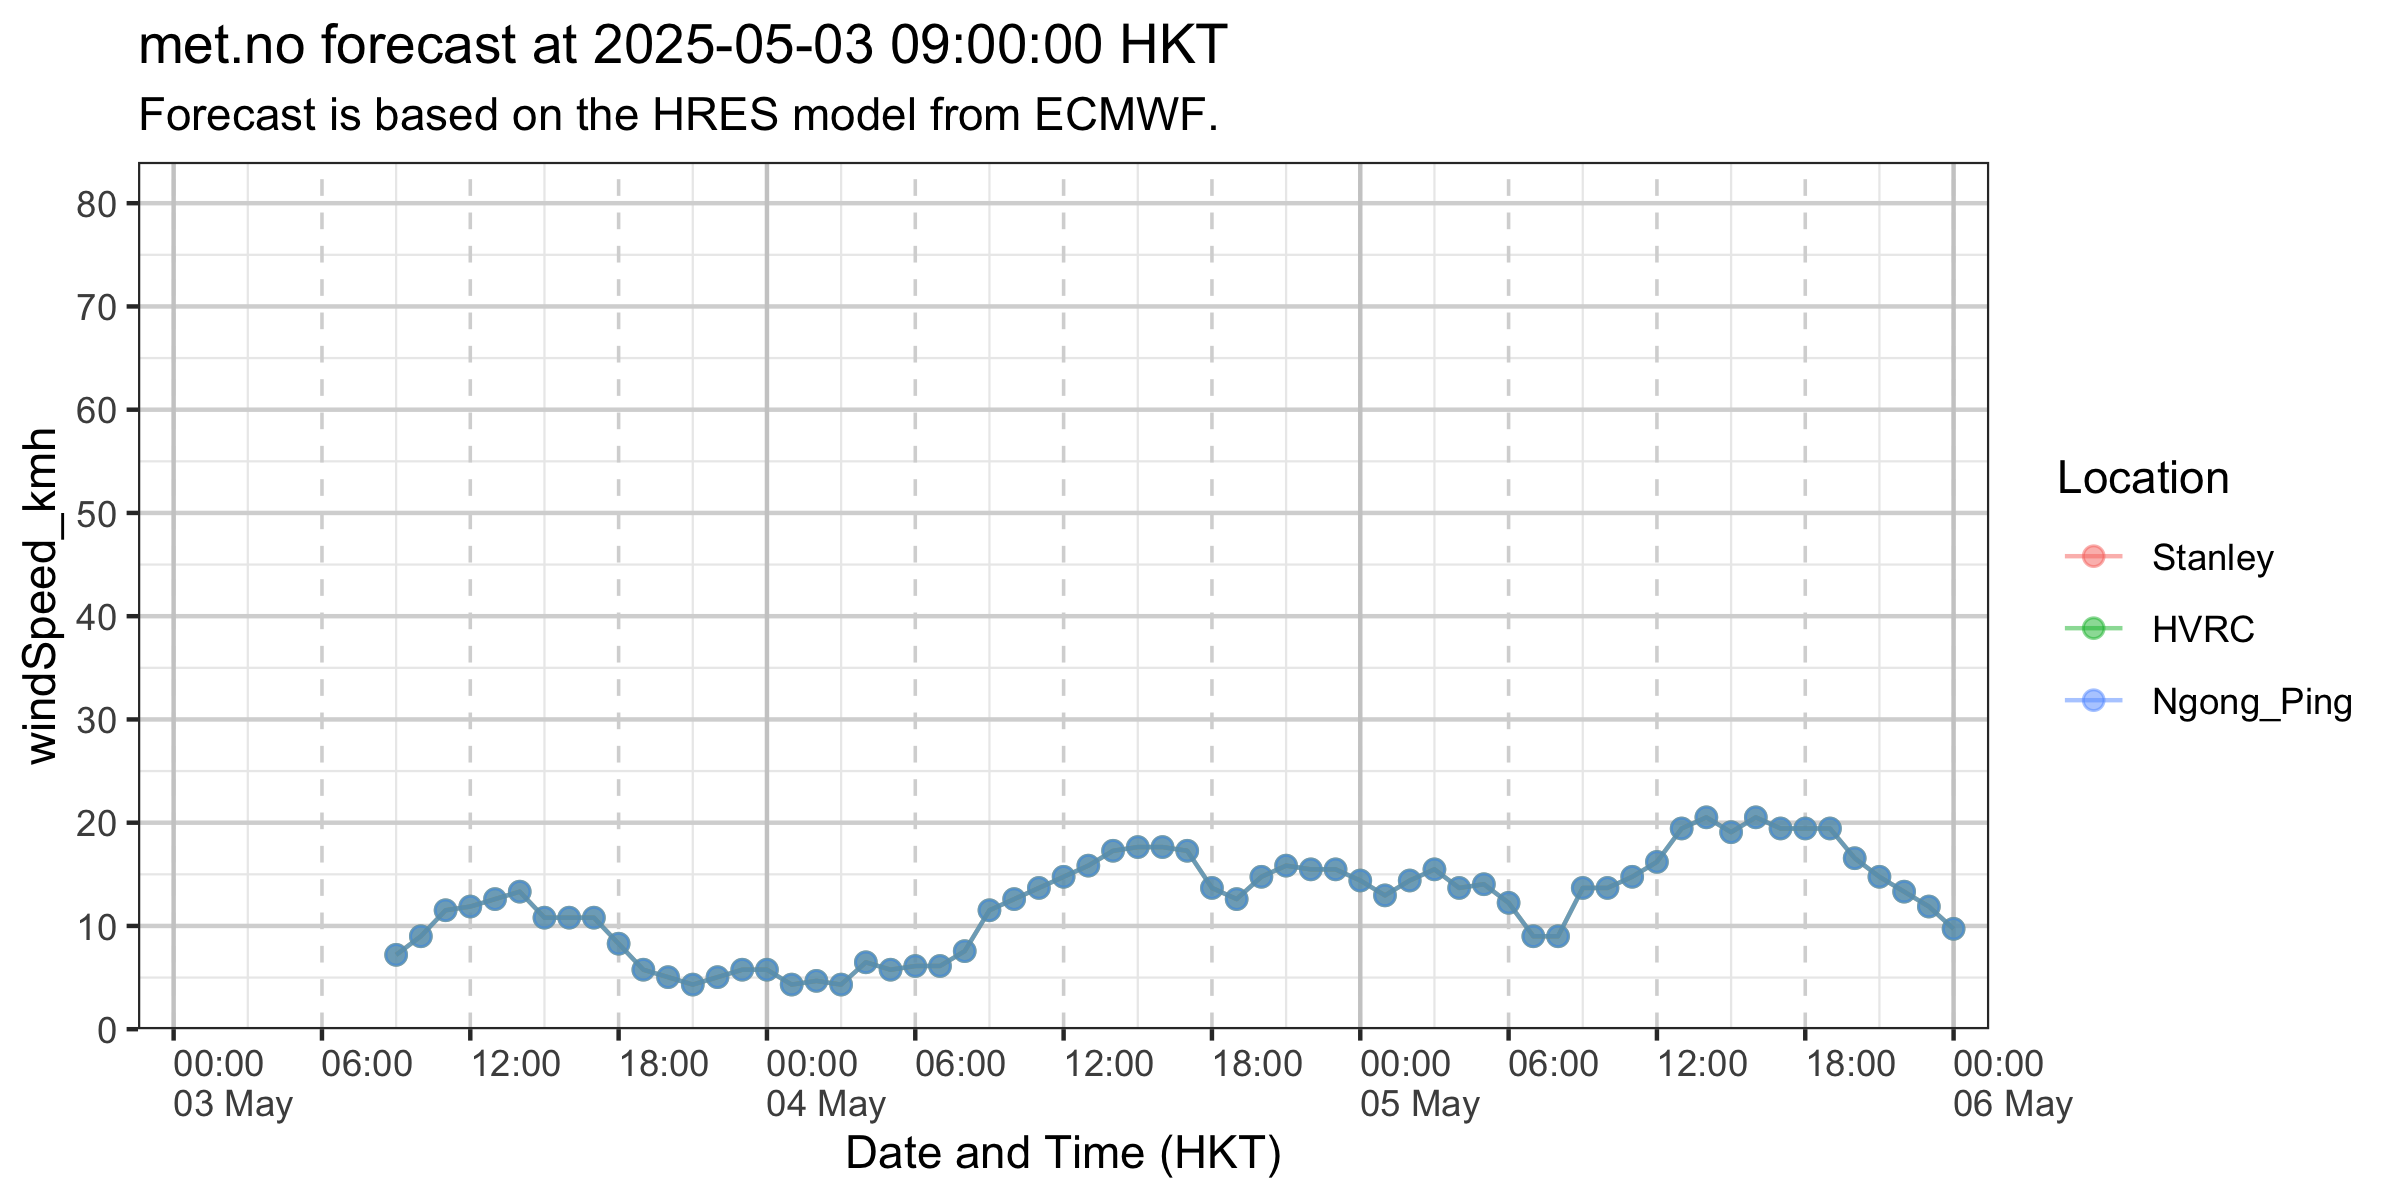 met.no forecast at 2025-05-03 09:00:00 HKT
Forecast is based on the HRES model from ECMWF.
windSpeed_kmh
80
70
60
50
40
30
20
10
0
00:00 06:00 12:00 18:00 00:00 06:00 12:00 18:00 00:00 06:00 12:00 18:00 00:00
03 May 04 May 05 May 06 May
Date and Time (HKT)
Location
Stanley
HVRC
Ngong_Ping